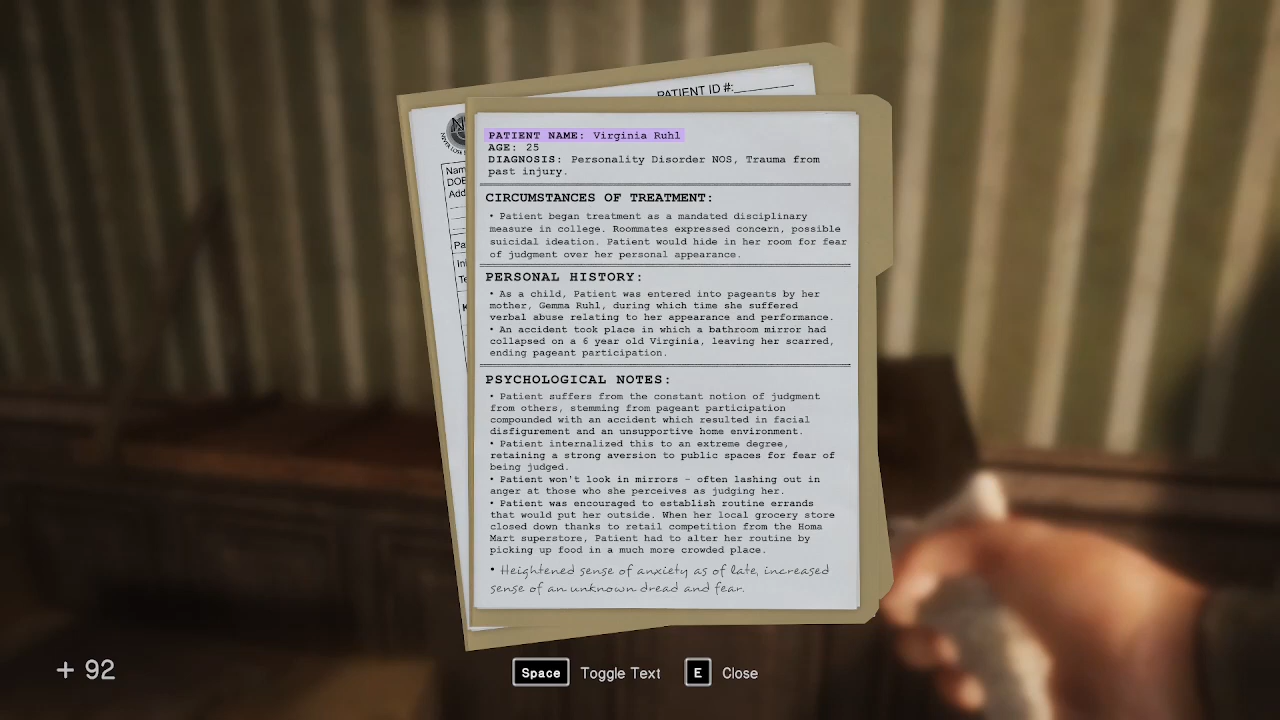 PATIENT ID #:
PATIENT NAME: Virginia Ruhl
AGE: 25
DIAGNOSIS: Personality Disorder NOS, Trauma from
past injury.
CIRCUMSTANCES OF TREATMENT:
• Patient began treatment as a mandated disciplinary
measure in college. Roommates expressed concern, possible
suicidal ideation. Patient would hide in her room for fear
of judgment over her personal appearance.
PERSONAL HISTORY:
• As a child, Patient was entered into pageants by her
mother, Gemma Ruhl, during which time she suffered
verbal abuse relating to her appearance and performance.
• An accident took place in which a bathroom mirror had
collapsed on a 6 year old Virginia, leaving her scarred,
ending pageant participation.
PSYCHOLOGICAL NOTES:
• Patient suffers from the constant notion of judgment
from others, stemming from pageant participation
compounded with an accident which resulted in facial
disfigurement and an unsupportive home environment.
• Patient internalized this to an extreme degree,
retaining a strong aversion to public spaces for fear of
being judged.
• Patient won't look in mirrors – often lashing out in
anger at those who she perceives as judging her.
• Patient was encouraged to establish routine errands
that would put her outside. When her local grocery store
closed down thanks to retail competition from the Homa
Mart superstore, Patient had to alter her routine by
picking up food in a much more crowded place.
• Heightened sense of anxiety as of late, increased
sense of an unknown dread and fear.
+ 92
Space Toggle Text E Close